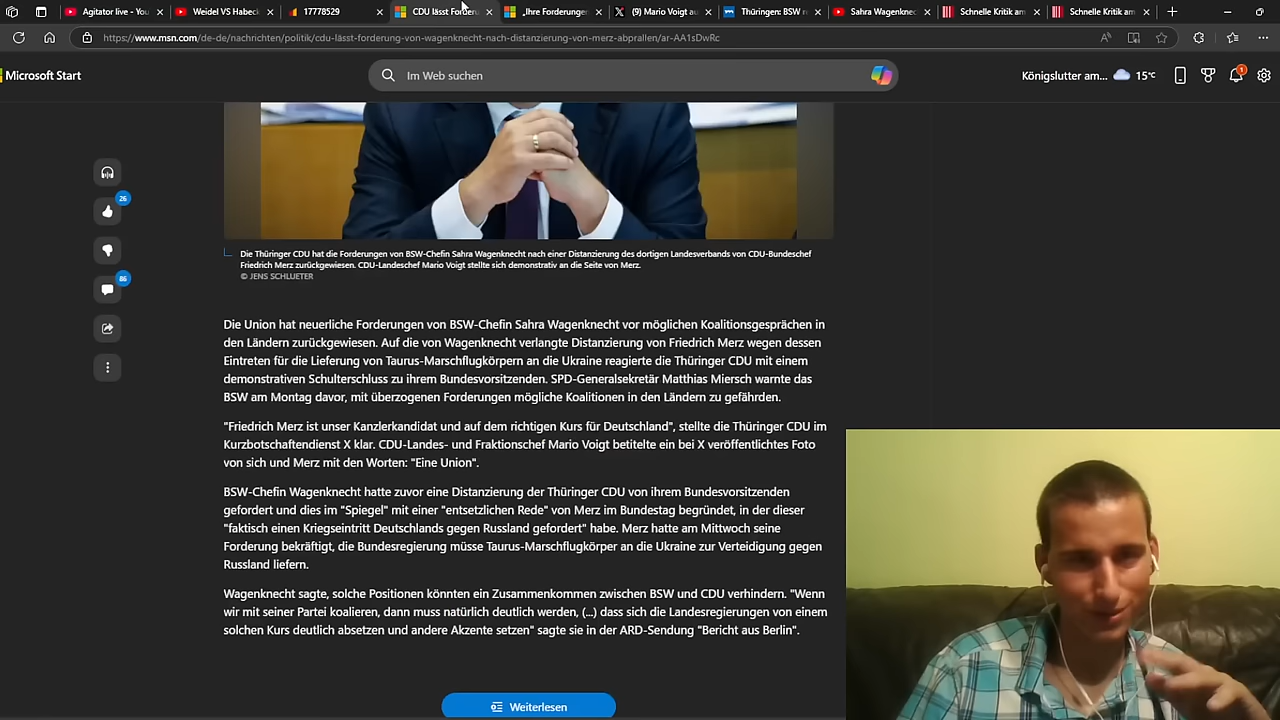 Agitator live - You
Weidel VS Habeck
17778529
CDU lässt Forderun
„Ihre Forderungen
(9) Mario Voigt au
Thüringen: BSW r
Sahra Wagenknec
Schnelle Kritik am
Schnelle Kritik am
https://www.msn.com/de-de/nachrichten/politik/cdu-lässt-forderung-von-wagenknecht-nach-distanzierung-von-merz-abprallen/ar-AA1sDwRc
Microsoft Start
Im Web suchen
Königslutter am...
15°C
1
26
86
Die Thüringer CDU hat die Forderungen von BSW-Chefin Sahra Wagenknecht nach einer Distanzierung des dortigen Landesverbands von CDU-Bundeschef
Friedrich Merz zurückgewiesen. CDU-Landeschef Mario Voigt stellte sich demonstrativ an die Seite von Merz.
© JENS SCHLUETER
Die Union hat neuerliche Forderungen von BSW-Chefin Sahra Wagenknecht vor möglichen Koalitionsgesprächen in
den Ländern zurückgewiesen. Auf die von Wagenknecht verlangte Distanzierung von Friedrich Merz wegen dessen
Eintreten für die Lieferung von Taurus-Marschflugkörpern an die Ukraine reagierte die Thüringer CDU mit einem
demonstrativen Schulterschluss zu ihrem Bundesvorsitzenden. SPD-Generalsekretär Matthias Miersch warnte das
BSW am Montag davor, mit überzogenen Forderungen mögliche Koalitionen in den Ländern zu gefährden.
"Friedrich Merz ist unser Kanzlerkandidat und auf dem richtigen Kurs für Deutschland", stellte die Thüringer CDU im
Kurzbotschaftendienst X klar. CDU-Landes- und Fraktionschef Mario Voigt betitelte ein bei X veröffentlichtes Foto
von sich und Merz mit den Worten: "Eine Union".
BSW-Chefin Wagenknecht hatte zuvor eine Distanzierung der Thüringer CDU von ihrem Bundesvorsitzenden
gefordert und dies im "Spiegel" mit einer "entsetzlichen Rede" von Merz im Bundestag begründet, in der dieser
"faktisch einen Kriegseintritt Deutschlands gegen Russland gefordert" habe. Merz hatte am Mittwoch seine
Forderung bekräftigt, die Bundesregierung müsse Taurus-Marschflugkörper an die Ukraine zur Verteidigung gegen
Russland liefern.
Wagenknecht sagte, solche Positionen könnten ein Zusammenkommen zwischen BSW und CDU verhindern. "Wenn
wir mit seiner Partei koalieren, dann muss natürlich deutlich werden, (...) dass sich die Landesregierungen von einem
solchen Kurs deutlich absetzen und andere Akzente setzen" sagte sie in der ARD-Sendung "Bericht aus Berlin".
Weiterlesen